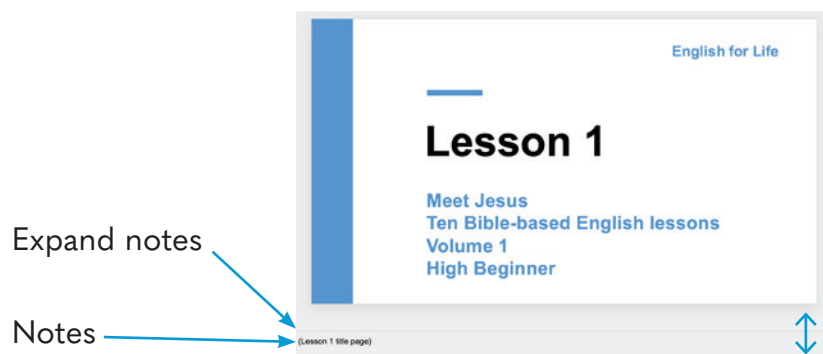 English for Life
Lesson 1
Meet Jesus
Ten Bible-based English lessons
Volume 1
High Beginner
Expand notes
Notes
(Lesson 1 title page)